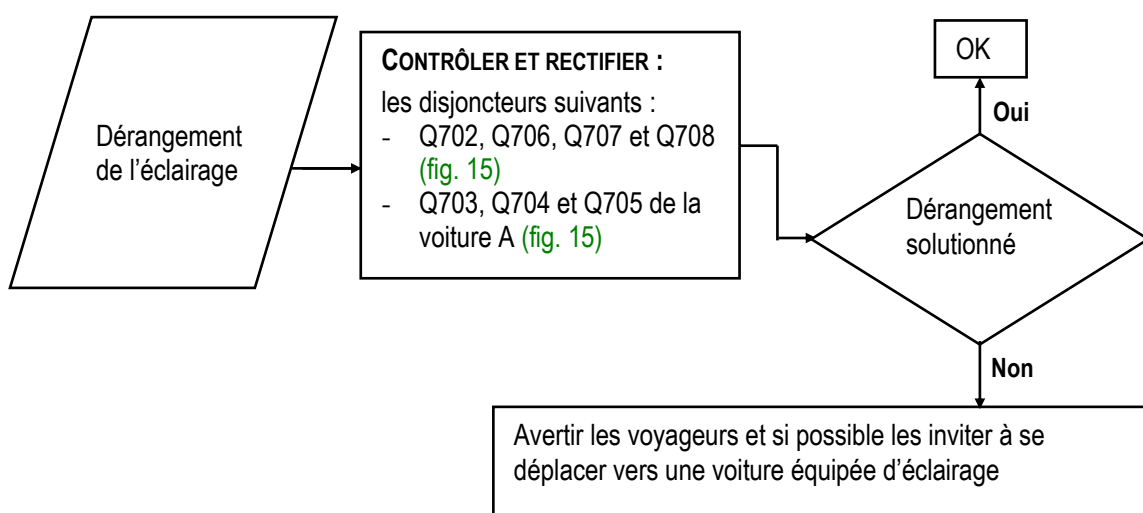 Dérangement
de l’éclairage
CONTRÔLER ET RECTIFIER :
les disjoncteurs suivants :
- Q702, Q706, Q707 et Q708
(fig. 15)
- Q703, Q704 et Q705 de la
voiture A (fig. 15)
OK
Oui
Dérangement
solutionné
Non
Avertir les voyageurs et si possible les inviter à se
déplacer vers une voiture équipée d’éclairage